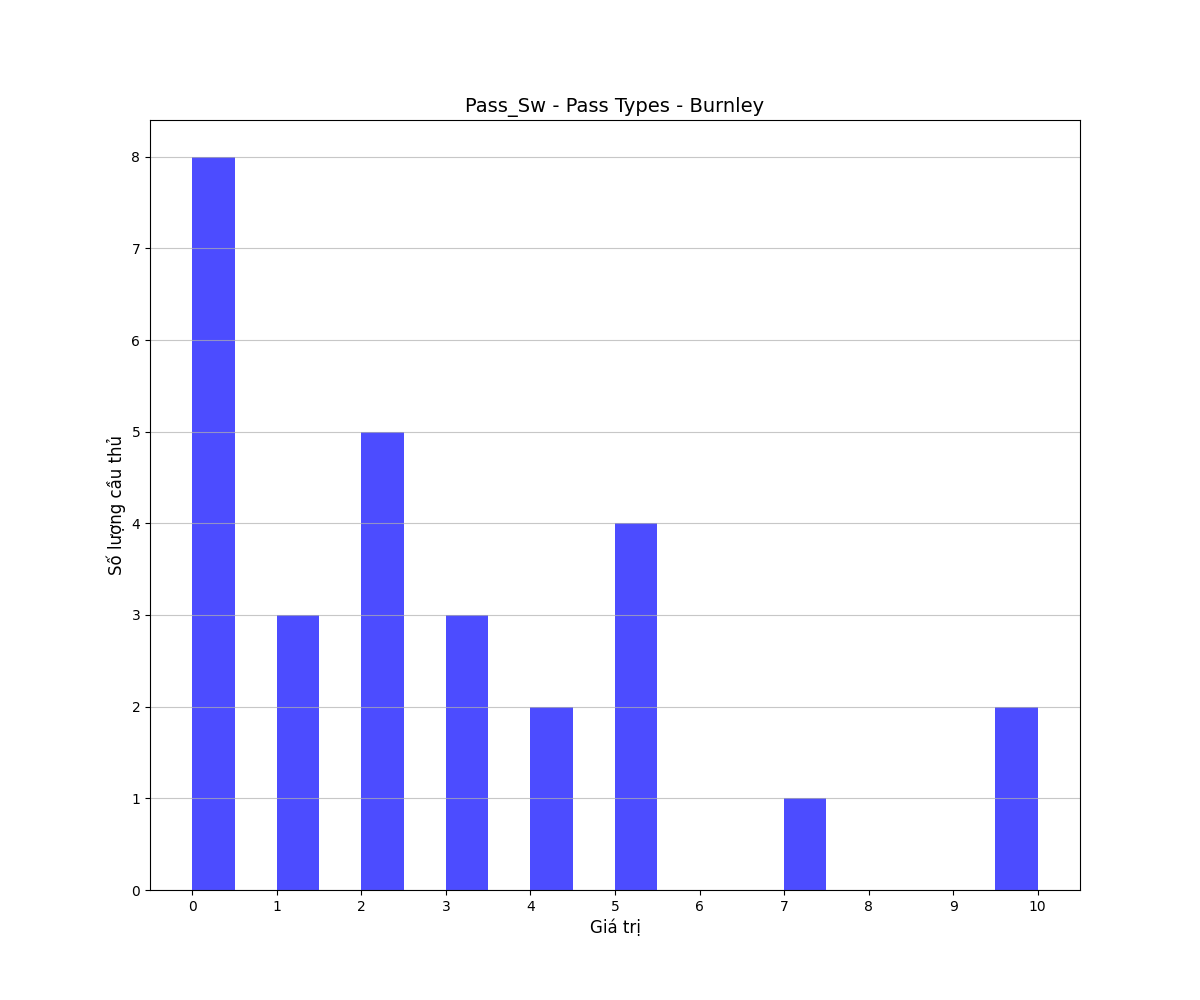 Pass_Sw - Pass Types - Burnley
Số lượng cầu thủ
8
7
6
5
4
3
2
1
0
0 1 2 3 4 5 6 7 8 9 10
Giá trị